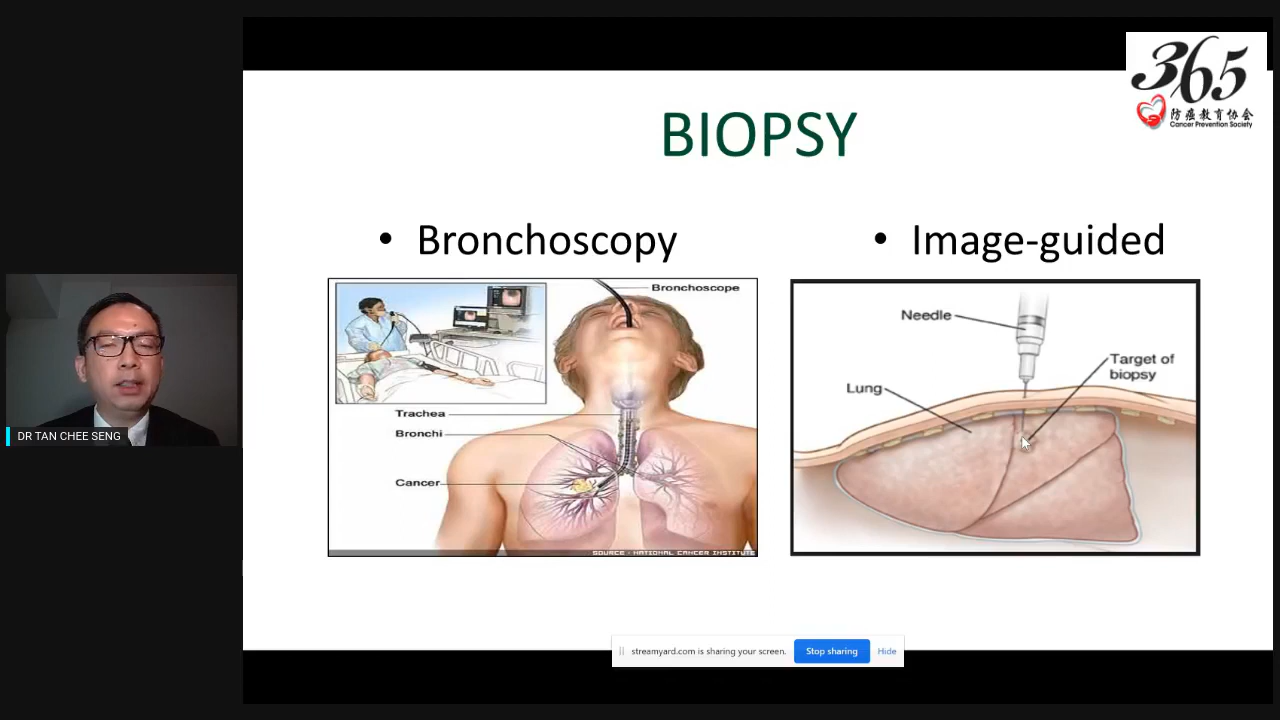 365
防癌教育协会
Cancer Prevention Society
BIOPSY
• Bronchoscopy
• Image-guided
Bronchoscope
Trachea
Bronchi
Cancer
SOURCE - NATIONAL CANCER INSTITUTE
Needle
Lung
Target of
biopsy
DR TAN CHEE SENG
streamyard.com is sharing your screen.
Stop sharing
Hide